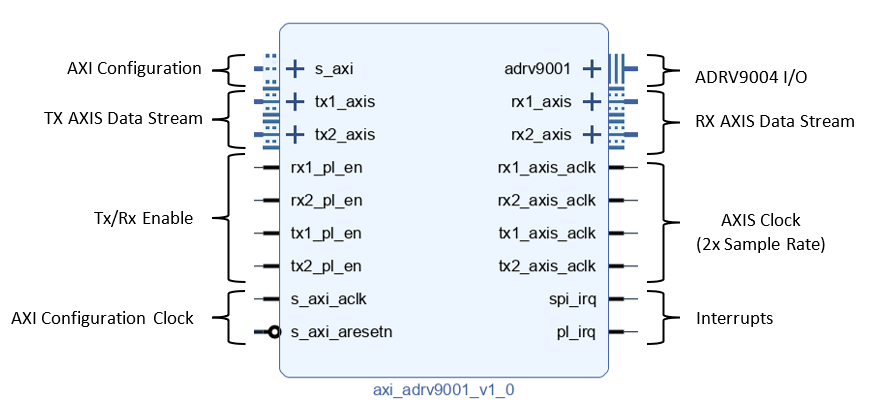 AXI Configuration
TX AXIS Data Stream
Tx/Rx Enable
AXI Configuration Clock
s_axi
tx1_axis
tx2_axis
rx1_pl_en
rx2_pl_en
tx1_pl_en
tx2_pl_en
s_axi_aclk
s_axi_aresetn
adrv9001
rx1_axis
rx2_axis
rx1_axis_aclk
rx2_axis_aclk
tx1_axis_aclk
tx2_axis_aclk
spi_irq
pl_irq
ADRV9004 I/O
RX AXIS Data Stream
AXIS Clock
(2x Sample Rate)
Interrupts
axi_adrv9001_v1_0